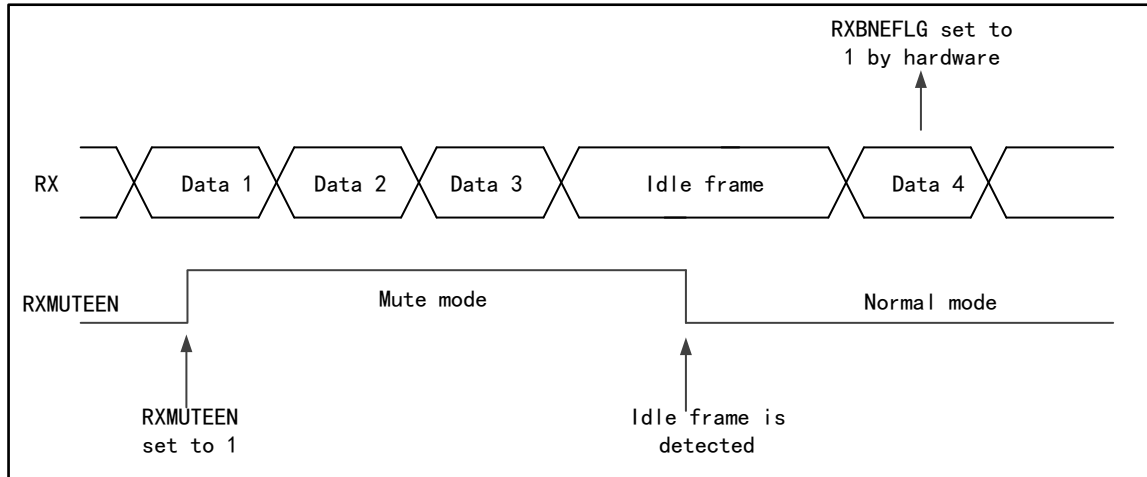 RXBNEFLG set to
1 by hardware
RX
Data 1
Data 2
Data 3
Idle frame
Data 4
RXMUTEEN
Mute mode
Normal mode
RXMUTEEN
set to 1
Idle frame is
detected